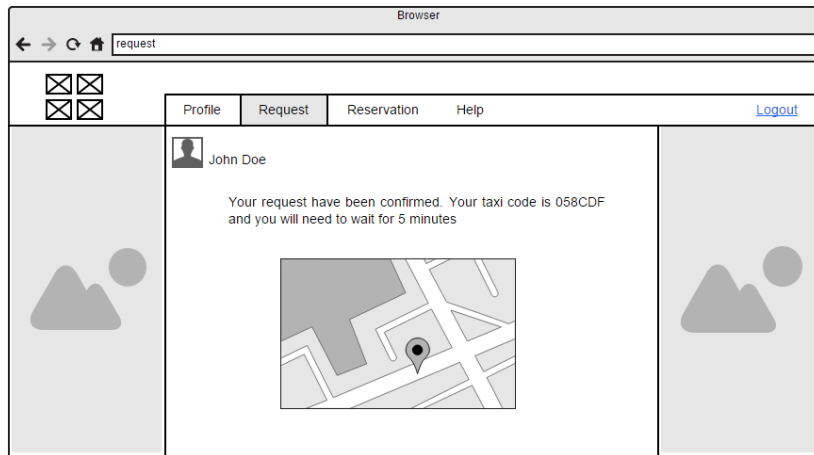 Browser
request
Profile Request Reservation Help Logout
John Doe
Your request have been confirmed. Your taxi code is 058CDF
and you will need to wait for 5 minutes